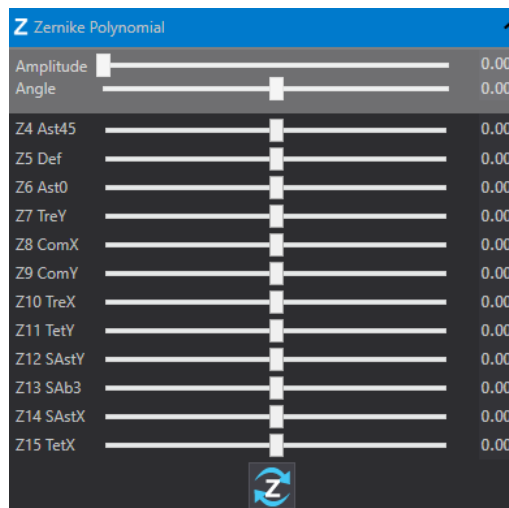 Z Zernike Polynomial
Amplitude 0.00
Angle 0.00
Z4 Ast45 0.00
Z5 Def 0.00
Z6 Ast0 0.00
Z7 TreY 0.00
Z8 ComX 0.00
Z9 ComY 0.00
Z10 TreX 0.00
Z11 TetY 0.00
Z12 SAstY 0.00
Z13 SAb3 0.00
Z14 SAstX 0.00
Z15 TetX 0.00
Z